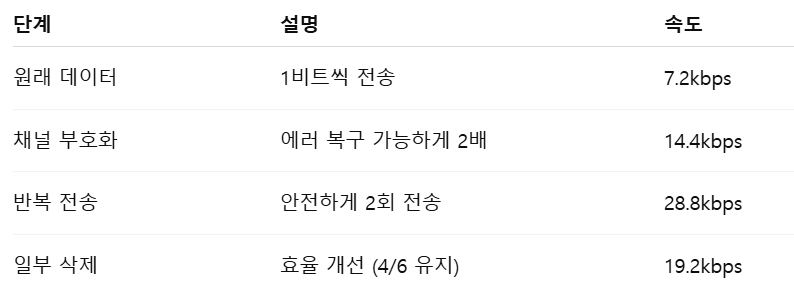 단계 설명 속도
원래 데이터 1비트씩 전송 7.2kbps
채널 부호화 에러 복구 가능하게 2배 14.4kbps
반복 전송 안전하게 2회 전송 28.8kbps
일부 삭제 효율 개선 (4/6 유지) 19.2kbps